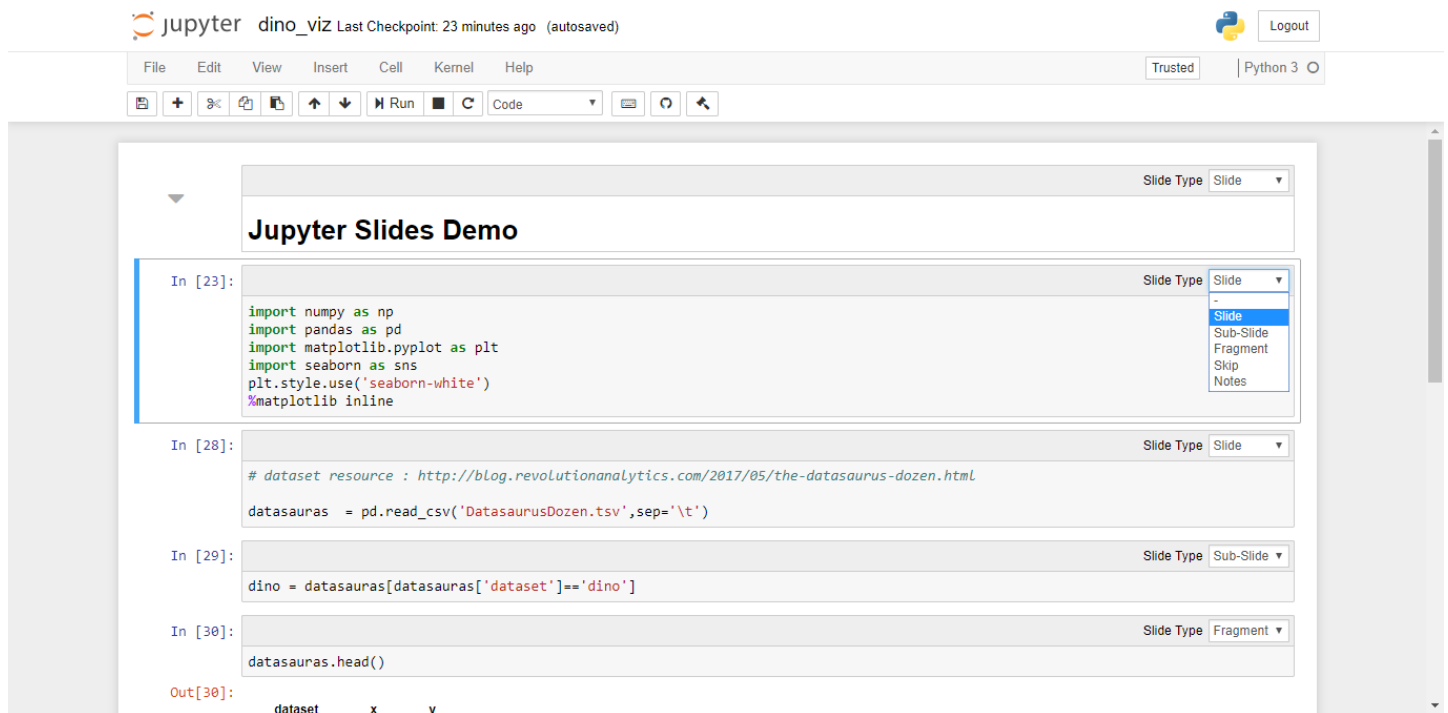 jupyter dino_viz Last Checkpoint: 23 minutes ago (autosaved) Logout
File Edit View Insert Cell Kernel Help Trusted Python 3
Run Code
Slide Type Slide
Jupyter Slides Demo
In [23]: Slide Type Slide
-
Slide
Sub-Slide
Fragment
Skip
Notes
import numpy as np
import pandas as pd
import matplotlib.pyplot as plt
import seaborn as sns
plt.style.use('seaborn-white')
%matplotlib inline
In [28]: Slide Type Slide
# dataset resource : http://blog.revolutionanalytics.com/2017/05/the-datasaurus-dozen.html
datasauras  = pd.read_csv('DatasaurusDozen.tsv',sep='\t')
In [29]: Slide Type Sub-Slide
dino = datasauras[datasauras['dataset']=='dino']
In [30]: Slide Type Fragment
datasauras.head()
Out[30]:
dataset x y